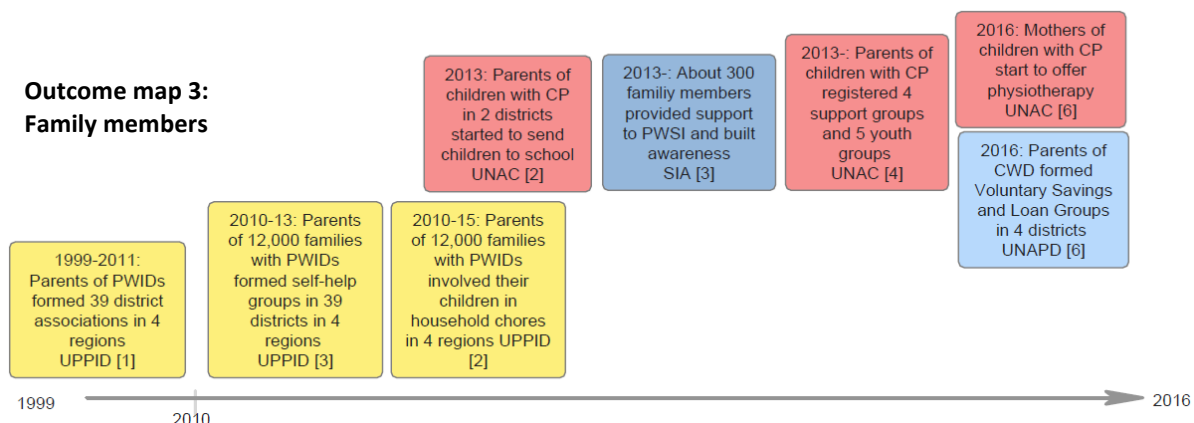 Outcome map 3:
Family members
1999-2011:
Parents of PWIDs
formed 39 district
associations in 4
regions
UPPID [1]
2010-13: Parents
of 12,000 families
with PWIDs
formed self-help
groups in 39
districts in 4
regions
UPPID [3]
2010-15: Parents
of 12,000 families
with PWIDs
involved their
children in
household chores
in 4 regions UPPID
[2]
2013: Parents of
children with CP
in 2 districts
started to send
children to school
UNAC [2]
2013-: About 300
familiy members
provided support
to PWSI and built
awareness
SIA [3]
2013-: Parents of
children with CP
registered 4
support groups
and 5 youth
groups
UNAC [4]
2016: Mothers of
children with CP
start to offer
physiotherapy
UNAC [6]
2016: Parents of
CWD formed
Voluntary Savings
and Loan Groups
in 4 districts
UNAPD [6]
1999
2010
2016